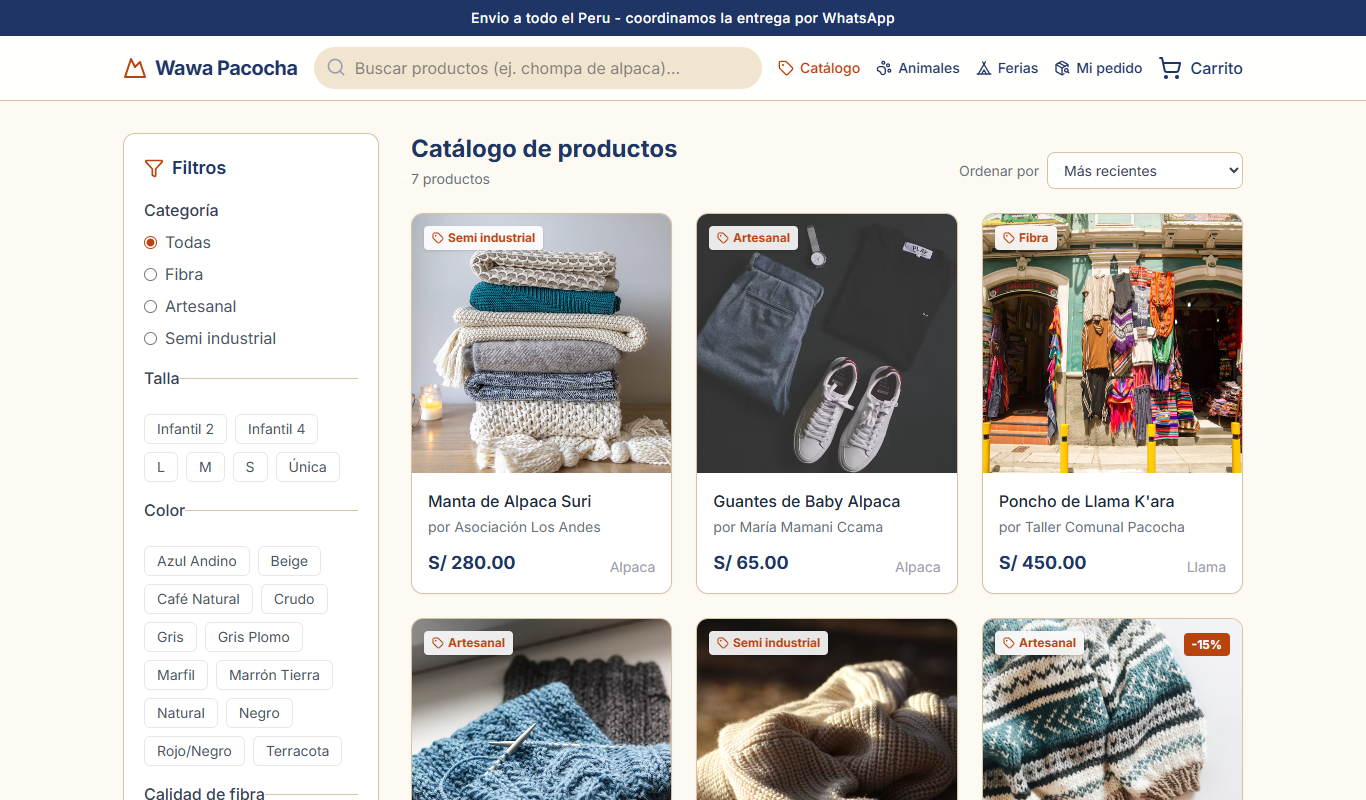 Envio a todo el Peru - coordinamos la entrega por WhatsApp
Wawa Pacocha
Buscar productos (ej. chompa de alpaca)...
Catálogo
Animales
Ferias
Mi pedido
Carrito
Filtros
Categoría
Todas
Fibra
Artesanal
Semi industrial
Talla
Infantil 2
Infantil 4
L
M
S
Única
Color
Azul Andino
Beige
Café Natural
Crudo
Gris
Gris Plomo
Marfil
Marrón Tierra
Natural
Negro
Rojo/Negro
Terracota
Calidad de fibra
Catálogo de productos
7 productos
Ordenar por
Más recientes
Semi industrial
Manta de Alpaca Suri
por Asociación Los Andes
S/ 280.00
Alpaca
Artesanal
PLAY
Guantes de Baby Alpaca
por María Mamani Ccama
S/ 65.00
Alpaca
Fibra
Poncho de Llama K'ara
por Taller Comunal Pacocha
S/ 450.00
Llama
Artesanal
Semi industrial
Artesanal
-15%